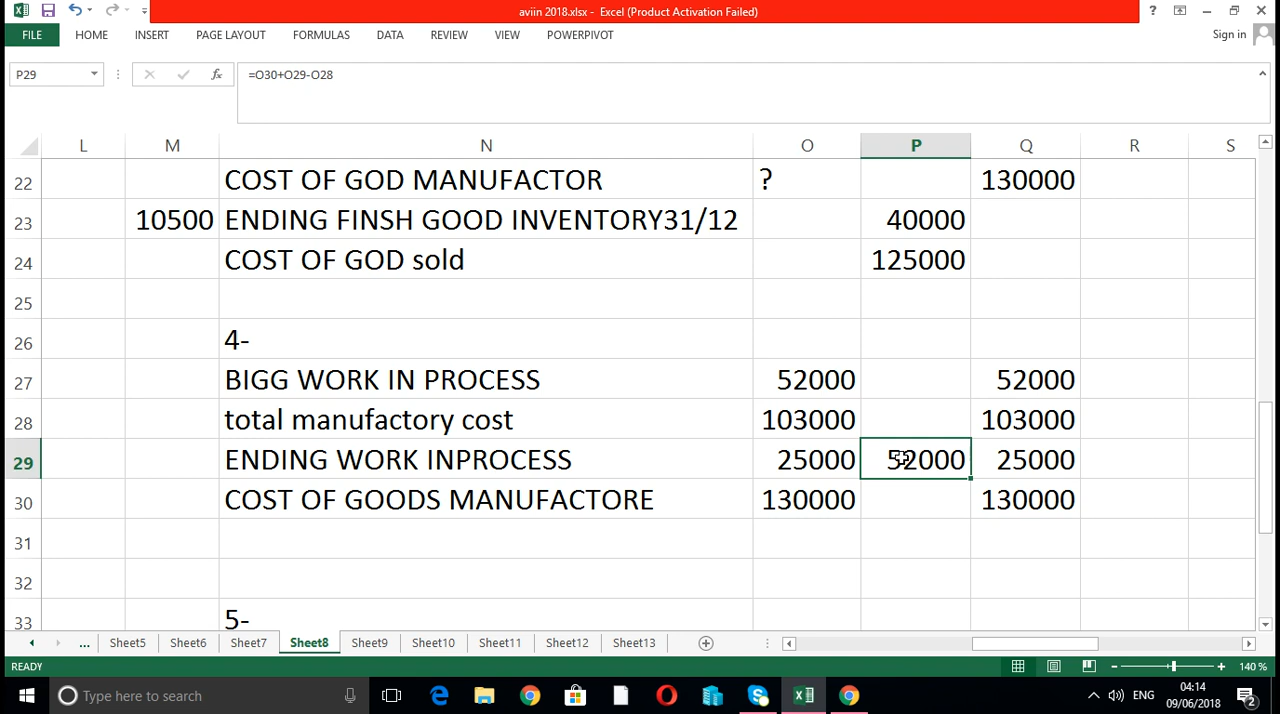 aviin 2018.xlsx - Excel (Product Activation Failed)
FILE HOME INSERT PAGE LAYOUT FORMULAS DATA REVIEW VIEW POWERPIVOT Sign in
P29 fx =O30+O29-O28
L M N O P Q R S
22 COST OF GOD MANUFACTOR ? 130000
23 10500 ENDING FINSH GOOD INVENTORY31/12 40000
24 COST OF GOD sold 125000
25
26 4-
27 BIGG WORK IN PROCESS 52000 52000
28 total manufactory cost 103000 103000
29 ENDING WORK INPROCESS 25000 52000 25000
30 COST OF GOODS MANUFACTORE 130000 130000
31
32
33 5-
... Sheet5 Sheet6 Sheet7 Sheet8 Sheet9 Sheet10 Sheet11 Sheet12 Sheet13
READY 140 %
Type here to search ENG 04:14
09/06/2018 2